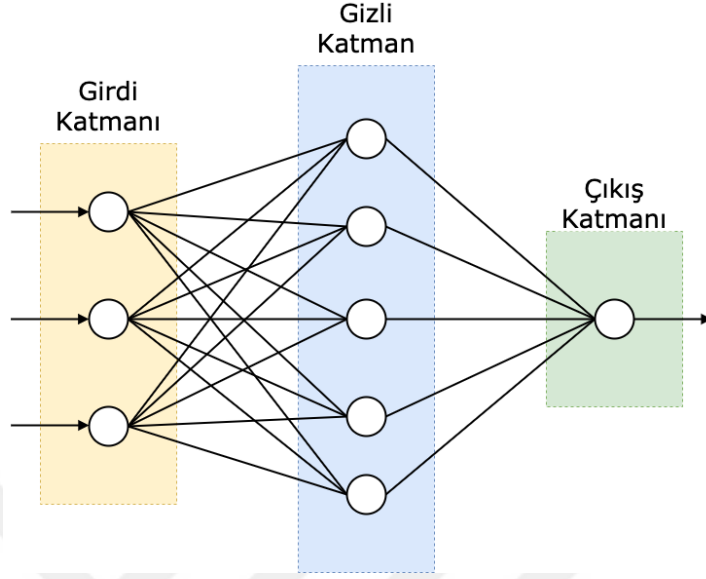 Gizli
Katman
Girdi
Katmanı
Çıkış
Katmanı